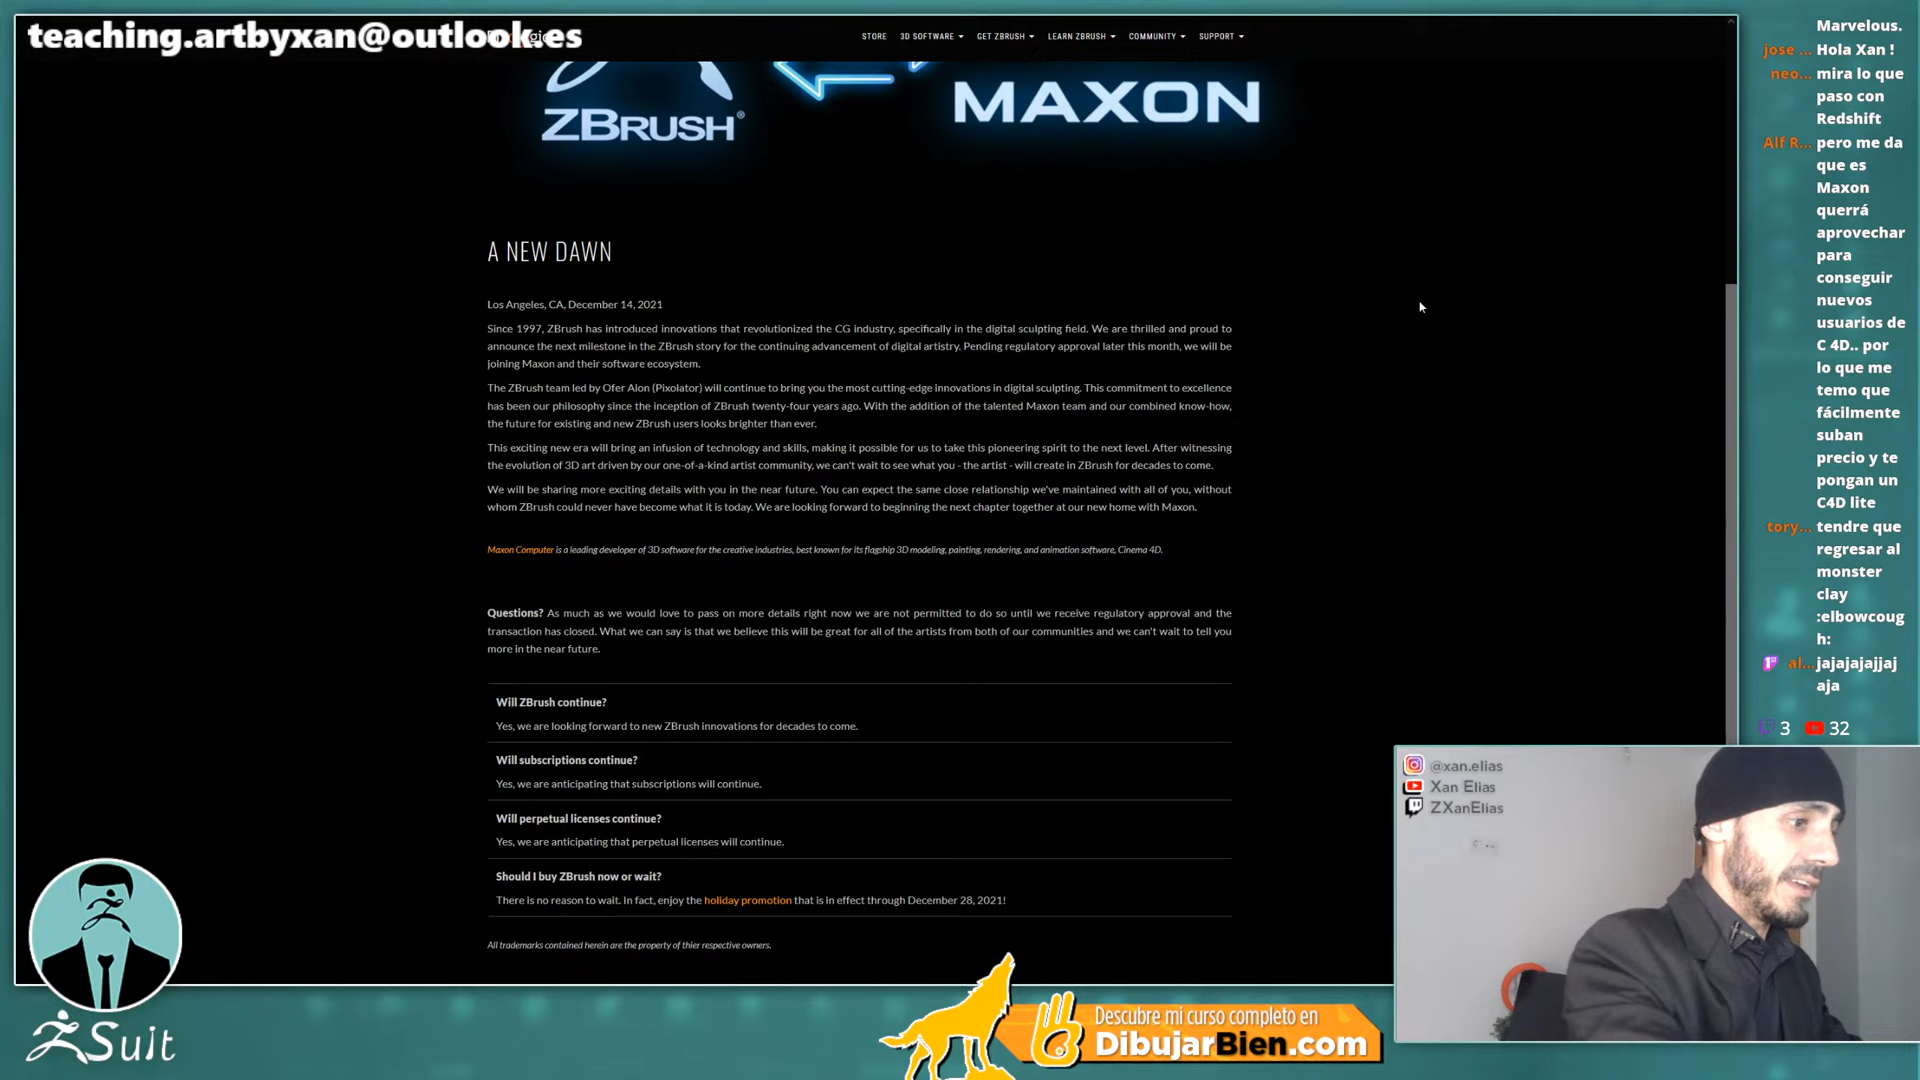 teaching.artbyxan@outlook.es
STORE 3D SOFTWARE GET ZBRUSH LEARN ZBRUSH COMMUNITY SUPPORT
ZBRUSH®
MAXON
A NEW DAWN
Los Angeles, CA, December 14, 2021
Since 1997, ZBrush has introduced innovations that revolutionized the CG industry, specifically in the digital sculpting field. We are thrilled and proud to
announce the next milestone in the ZBrush story for the continuing advancement of digital artistry. Pending regulatory approval later this month, we will be
joining Maxon and their software ecosystem.
The ZBrush team led by Ofer Alon (Pixolator) will continue to bring you the most cutting-edge innovations in digital sculpting. This commitment to excellence
has been our philosophy since the inception of ZBrush twenty-four years ago. With the addition of the talented Maxon team and our combined know-how,
the future for existing and new ZBrush users looks brighter than ever.
This exciting new era will bring an infusion of technology and skills, making it possible for us to take this pioneering spirit to the next level. After witnessing
the evolution of 3D art driven by our one-of-a-kind artist community, we can't wait to see what you - the artist - will create in ZBrush for decades to come.
We will be sharing more exciting details with you in the near future. You can expect the same close relationship we've maintained with all of you, without
whom ZBrush could never have become what it is today. We are looking forward to beginning the next chapter together at our new home with Maxon.
Maxon Computer is a leading developer of 3D software for the creative industries, best known for its flagship 3D modeling, painting, rendering, and animation software, Cinema 4D.
Questions? As much as we would love to pass on more details right now we are not permitted to do so until we receive regulatory approval and the
transaction has closed. What we can say is that we believe this will be great for all of the artists from both of our communities and we can't wait to tell you
more in the near future.
Will ZBrush continue?
Yes, we are looking forward to new ZBrush innovations for decades to come.
Will subscriptions continue?
Yes, we are anticipating that subscriptions will continue.
Will perpetual licenses continue?
Yes, we are anticipating that perpetual licenses will continue.
Should I buy ZBrush now or wait?
There is no reason to wait. In fact, enjoy the holiday promotion that is in effect through December 28, 2021!
All trademarks contained herein are the property of thier respective owners.
Marvelous.
jose ... Hola Xan !
neo... mira lo que
paso con
Redshift
Alf R... pero me da
que es
Maxon
querrá
aprovechar
para
conseguir
nuevos
usuarios de
C 4D.. por
lo que me
temo que
fácilmente
suban
precio y te
pongan un
C4D lite
tory... tendre que
regresar al
monster
clay
:elbowcoug
h:
1ST al... jajajajajjaj
aja
3 32
@xan.elias
Xan Elias
ZXanElias
ZSuit
Descubre mi curso completo en
DibujarBien.com